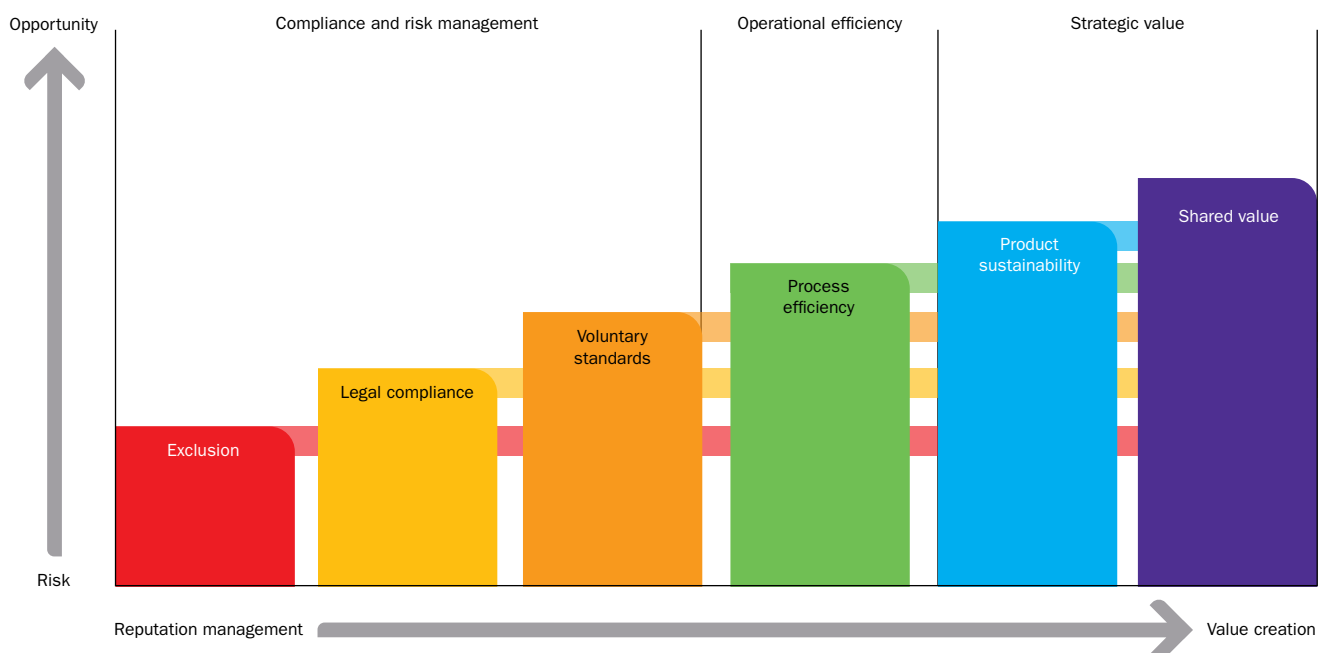 Opportunity
Compliance and risk management
Operational efficiency
Strategic value
Shared value
Product
sustainability
Process
efficiency
Voluntary
standards
Legal compliance
Exclusion
Risk
Reputation management
Value creation